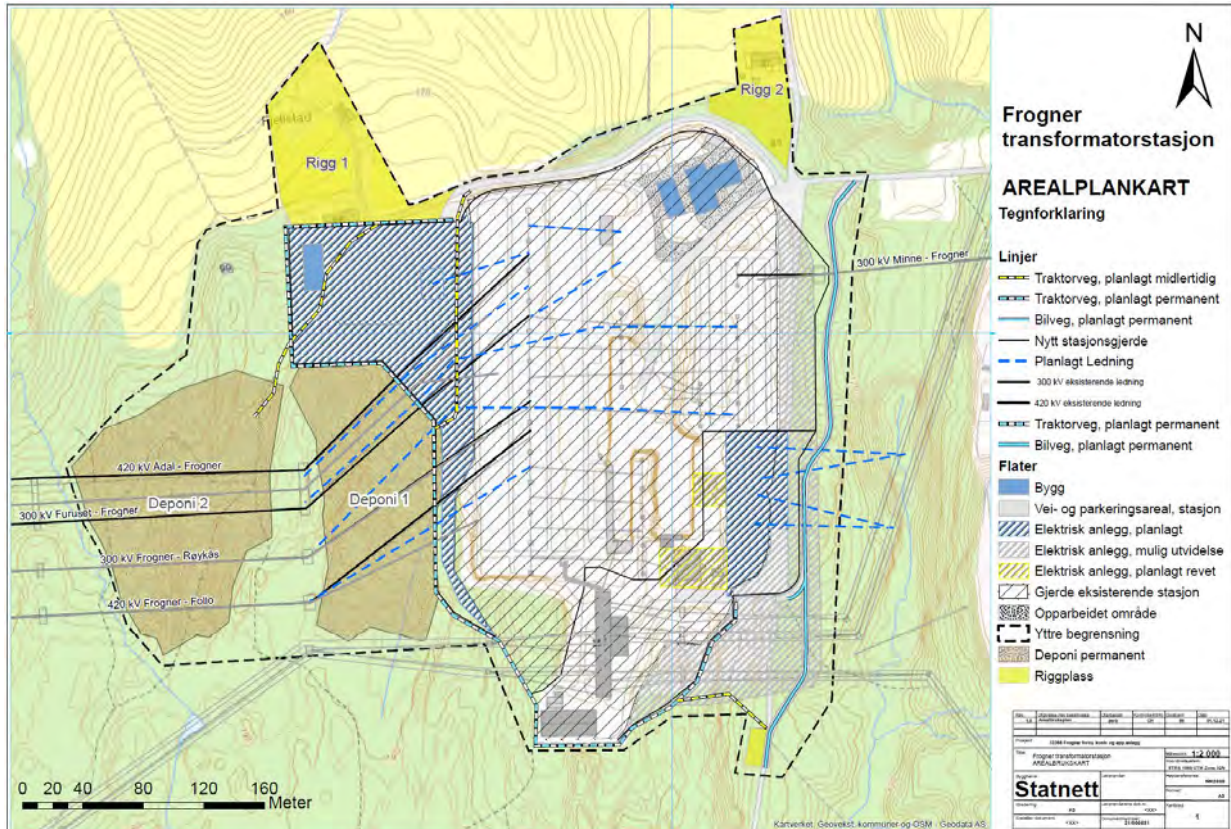 Rigg 2
Fjellstad
Rigg 1
300 kV Minne - Frogner
420 kV Ådal - Frogner
Deponi 2
Deponi 1
300 kV Furuset - Frogner
300 kV Frogner - Røykås
420 kV Frogner - Follo
0 40 80 120 160
Meter
Kartverket, Geovekst, kommuner og OSM - Geodata AS
N
Frogner
transformatorstasjon
AREALPLANKART
Tegnforklaring
Linjer
Traktorveg, planlagt midlertidig
Traktorveg, planlagt permanent
Bilveg, planlagt permanent
Nytt stasjonsgjerde
Planlagt Ledning
300 kV eksisterende ledning
420 kV eksisterende ledning
Traktorveg, planlagt permanent
Bilveg, planlagt permanent
Flater
Bygg
Vei- og parkeringsareal, stasjon
Elektrisk anlegg, planlagt
Elektrisk anlegg, mulig utvidelse
Elektrisk anlegg, planlagt revet
Gjerde eksisterende stasjon
Opparbeidet område
Yttre begrensning
Deponi permanent
Riggplass
Frogner transformatorstasjon
AREALBRUKSKART
1:2 000
Statnett